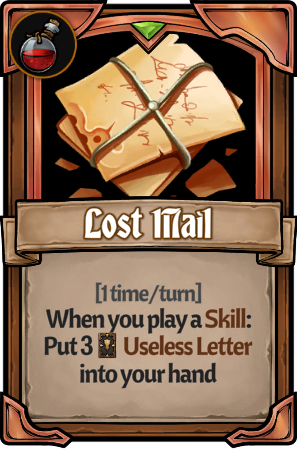 Lost Mail
[1 time/turn]
When you play a Skill:
Put 3 Useless Letter
into your hand